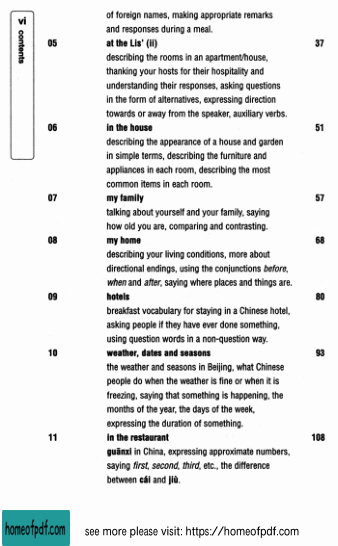 vi
contents
of foreign names, making appropriate remarks
and responses during a meal.
05 at the Lis' (ii) 37
describing the rooms in an apartment/house,
thanking your hosts for their hospitality and
understanding their responses, asking questions
in the form of alternatives, expressing direction
towards or away from the speaker, auxiliary verbs.
06 in the house 51
describing the appearance of a house and garden
in simple terms, describing the furniture and
appliances in each room, describing the most
common items in each room.
07 my family 57
talking about yourself and your family, saying
how old you are, comparing and contrasting.
08 my home 68
describing your living conditions, more about
directional endings, using the conjunctions before,
when and after, saying where places and things are.
09 hotels 80
breakfast vocabulary for staying in a Chinese hotel,
asking people if they have ever done something,
using question words in a non-question way.
10 weather, dates and seasons 93
the weather and seasons in Beijing, what Chinese
people do when the weather is fine or when it is
freezing, saying that something is happening, the
months of the year, the days of the week,
expressing the duration of something.
11 in the restaurant 108
guānxi in China, expressing approximate numbers,
saying first, second, third, etc., the difference
between cái and jiù.
homeofpdf.com see more please visit: https://homeofpdf.com